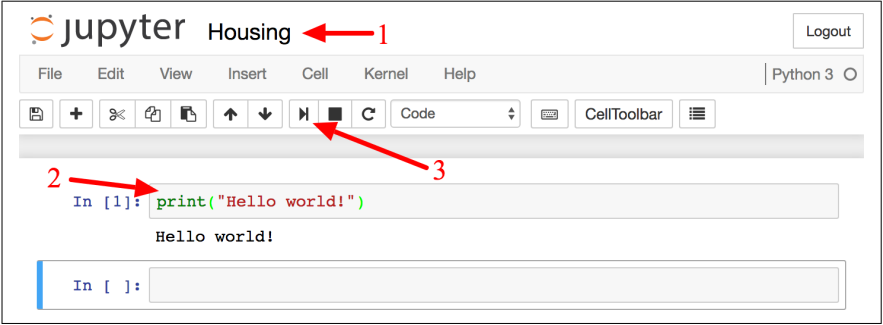 jupyter Housing 1 Logout
File Edit View Insert Cell Kernel Help Python 3
Code CellToolbar
3
2
In [1]: print("Hello world!")
Hello world!
In [ ]: